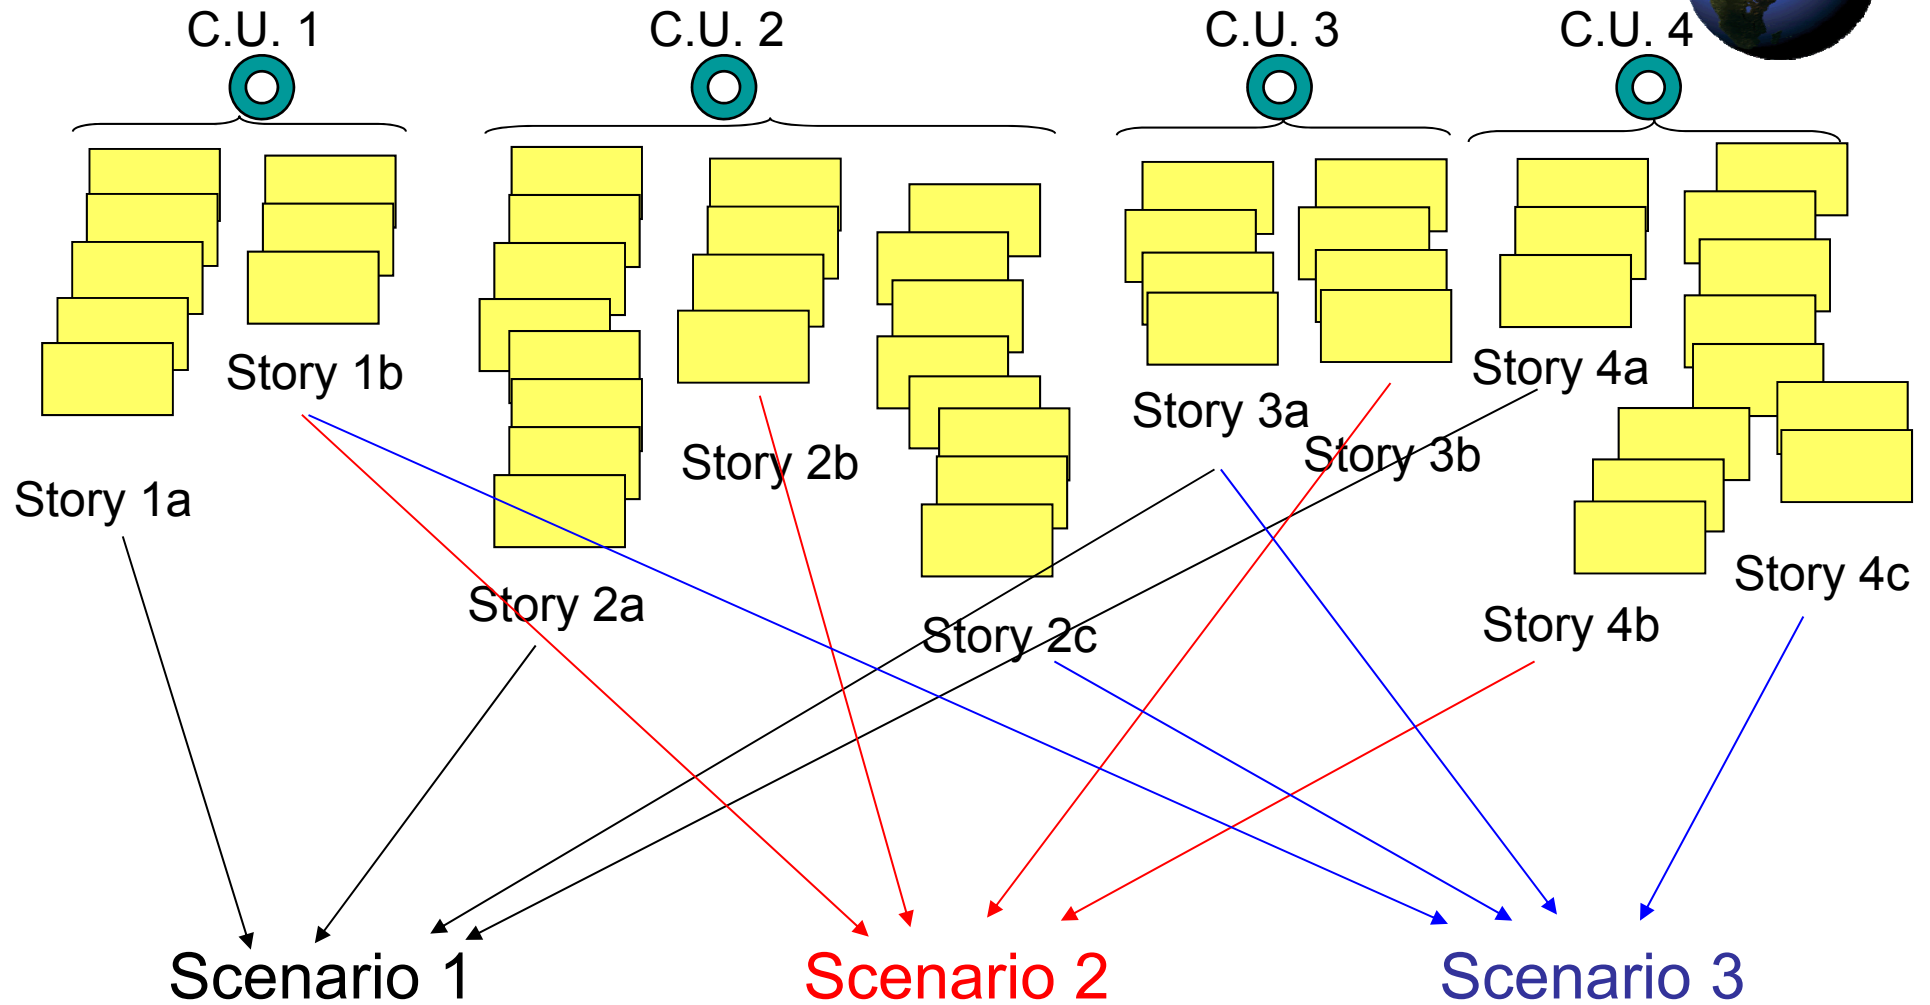 C.U. 1
C.U. 2
C.U. 3
C.U. 4
Story 1b
Story 4a
Story 3a
Story 2b
Story 3b
Story 1a
Story 4c
Story 2a
Story 2c
Story 4b
Scenario 1
Scenario 2
Scenario 3